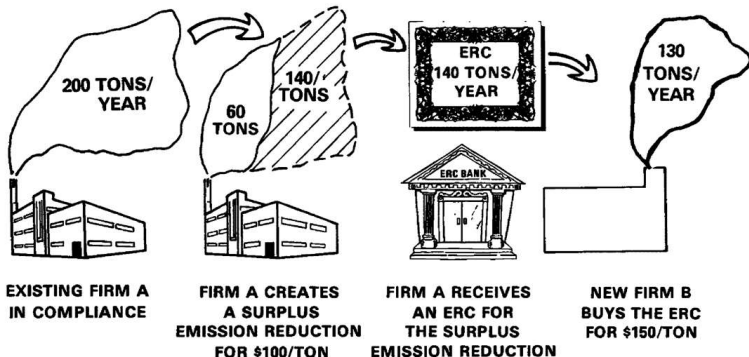 200 TONS/
YEAR
60
TONS
140/
TONS
ERC
140 TONS/
YEAR
130
TONS/
YEAR
ERC BANK
EXISTING FIRM A
IN COMPLIANCE
FIRM A CREATES
A SURPLUS
EMISSION REDUCTION
FOR $100/TON
FIRM A RECEIVES
AN ERC FOR
THE SURPLUS
EMISSION REDUCTION
NEW FIRM B
BUYS THE ERC
FOR $150/TON